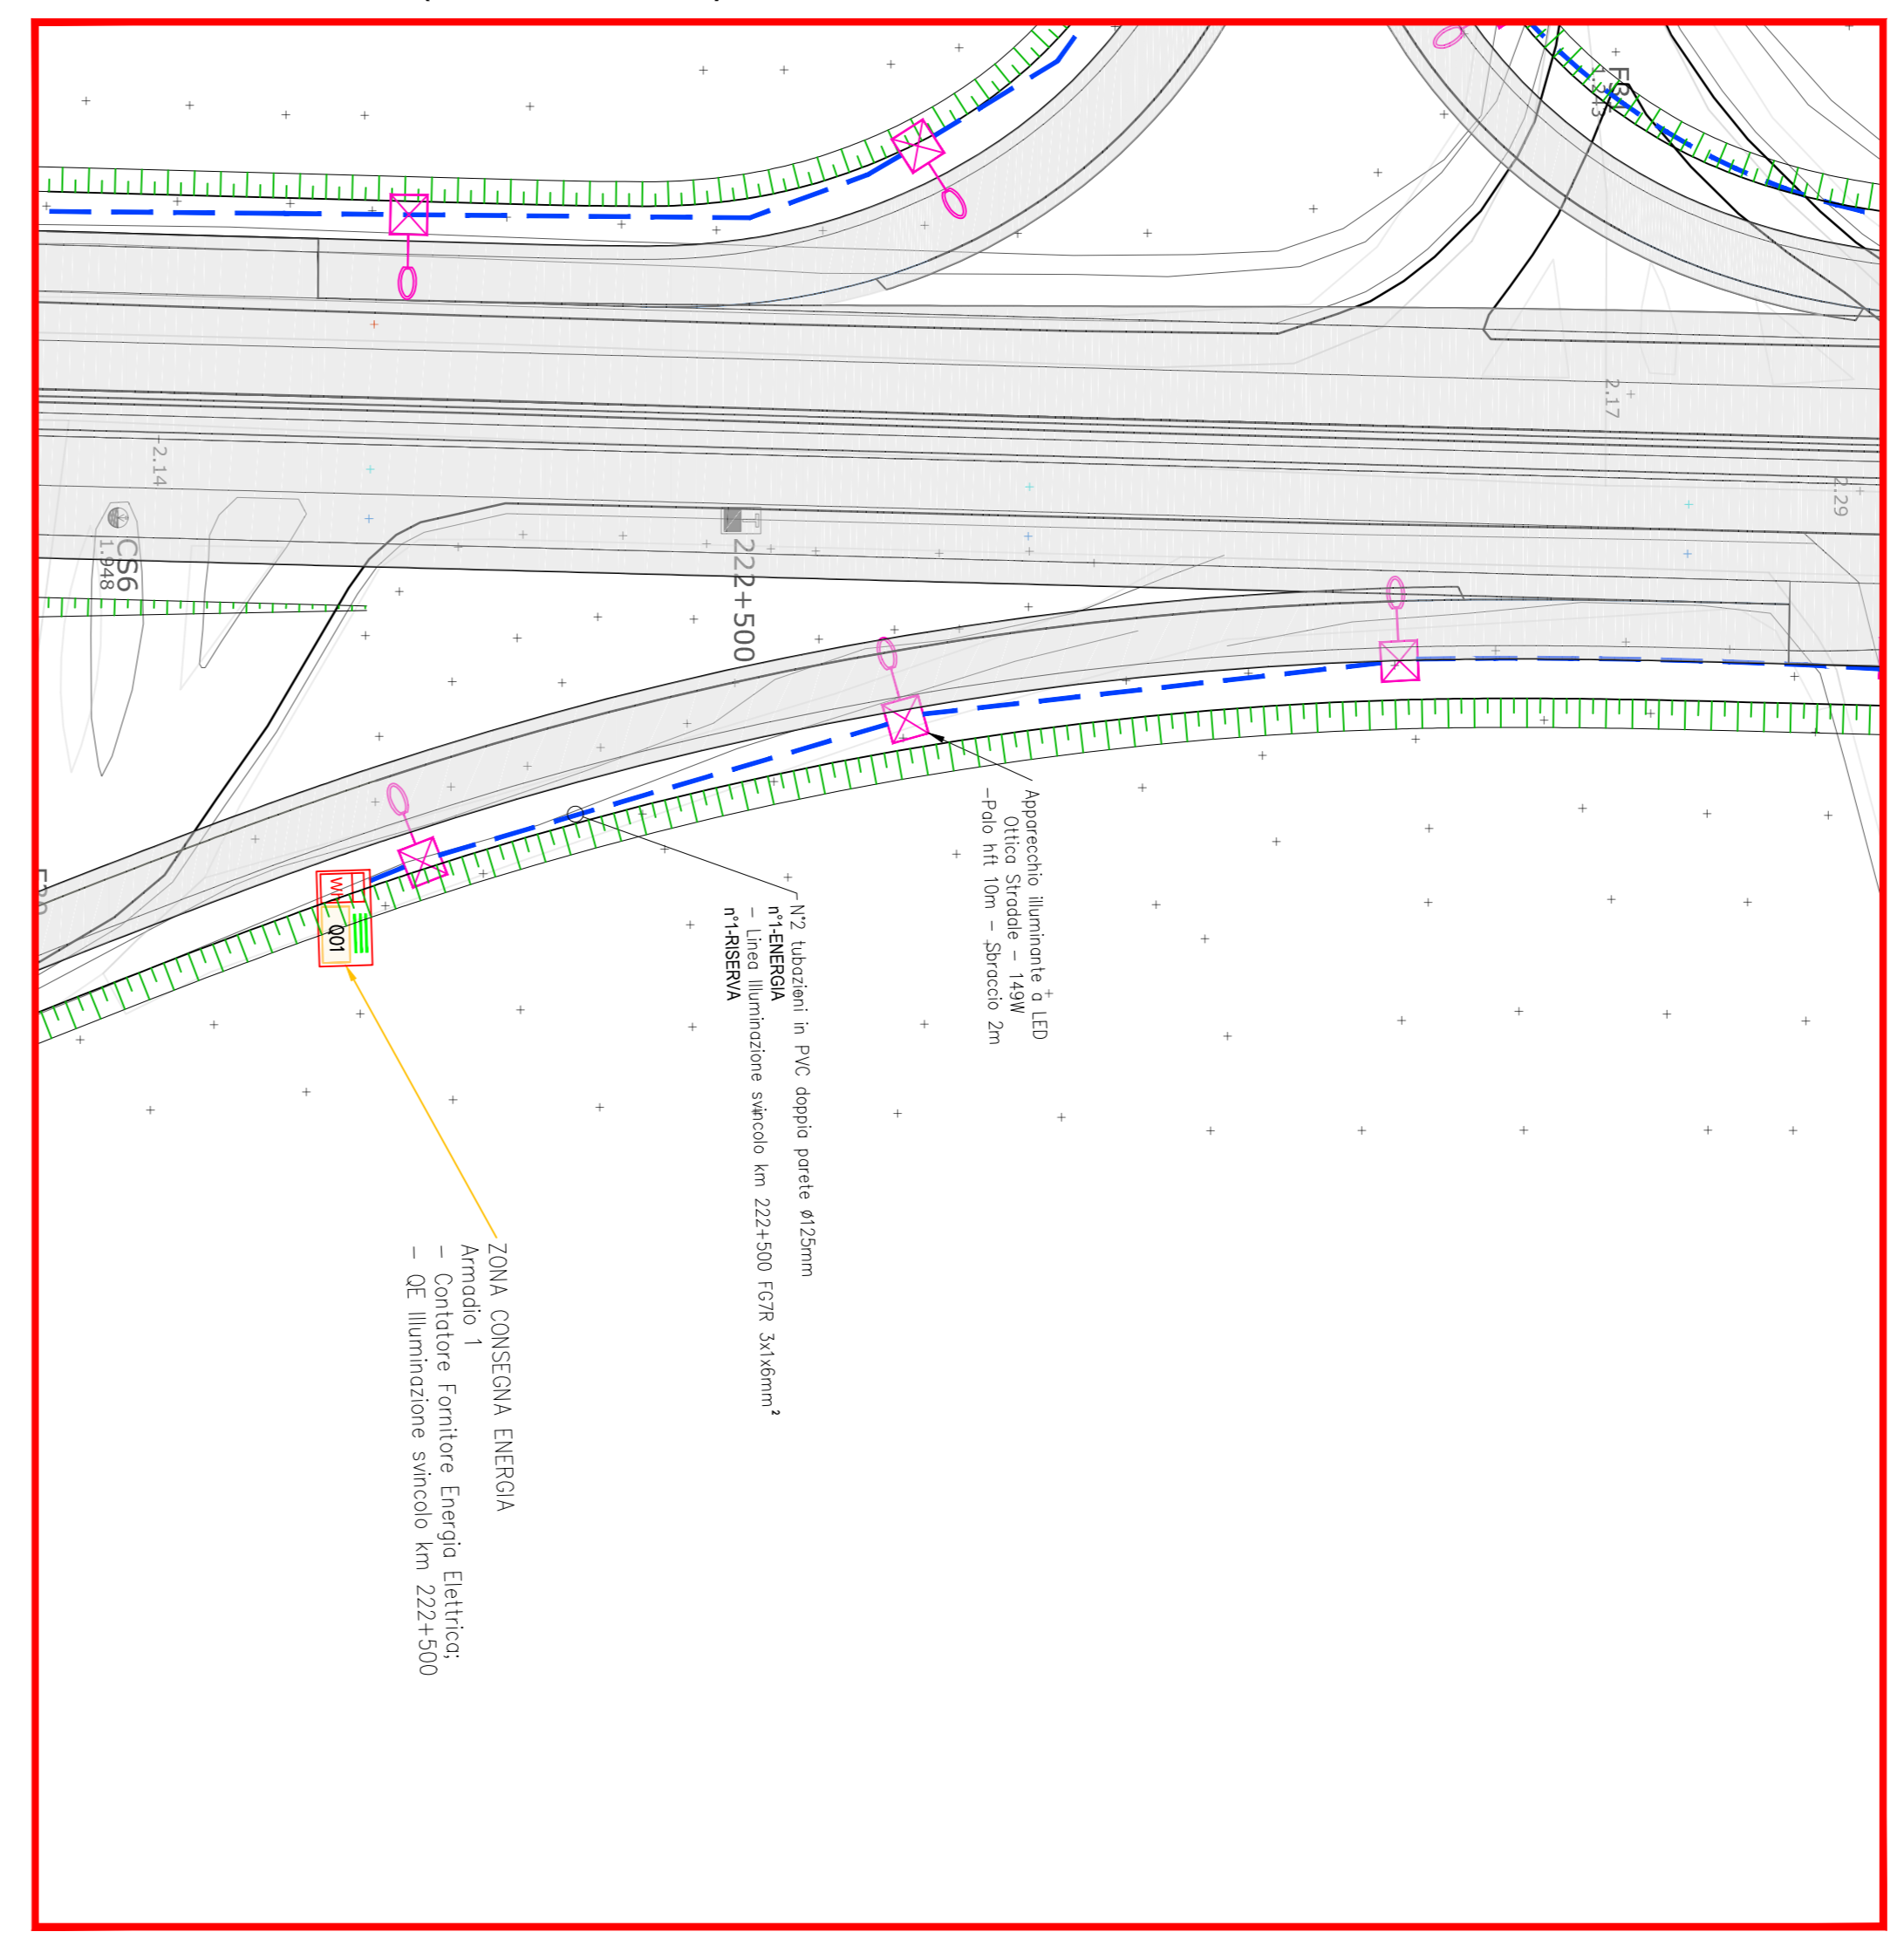 1.243
2.17
2.29
-2.14
CS6
1.948
T
222+500
Apparecchio illuminante a LED
Ottica Stradale - 149W
-Palo hft 10m - Sbraccio 2m
N°2 tubazioni in PVC doppia parete Ø125mm
n°1-ENERGIA
- Linea Illuminazione svincolo km 222+500 FG7R 3x1x6mm²
n°1-RISERVA
Q01
ZONA CONSEGNA ENERGIA
Armadio 1
- Contatore Fornitore Energia Elettrica;
- QE Illuminazione svincolo km 222+500